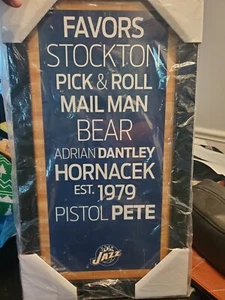 FAVORS
STOCKTON
PICK & ROLL
MAIL MAN
BEAR
ADRIAN DANTLEY
HORNACEK
EST. 1979
PISTOL PETE
JAZZ